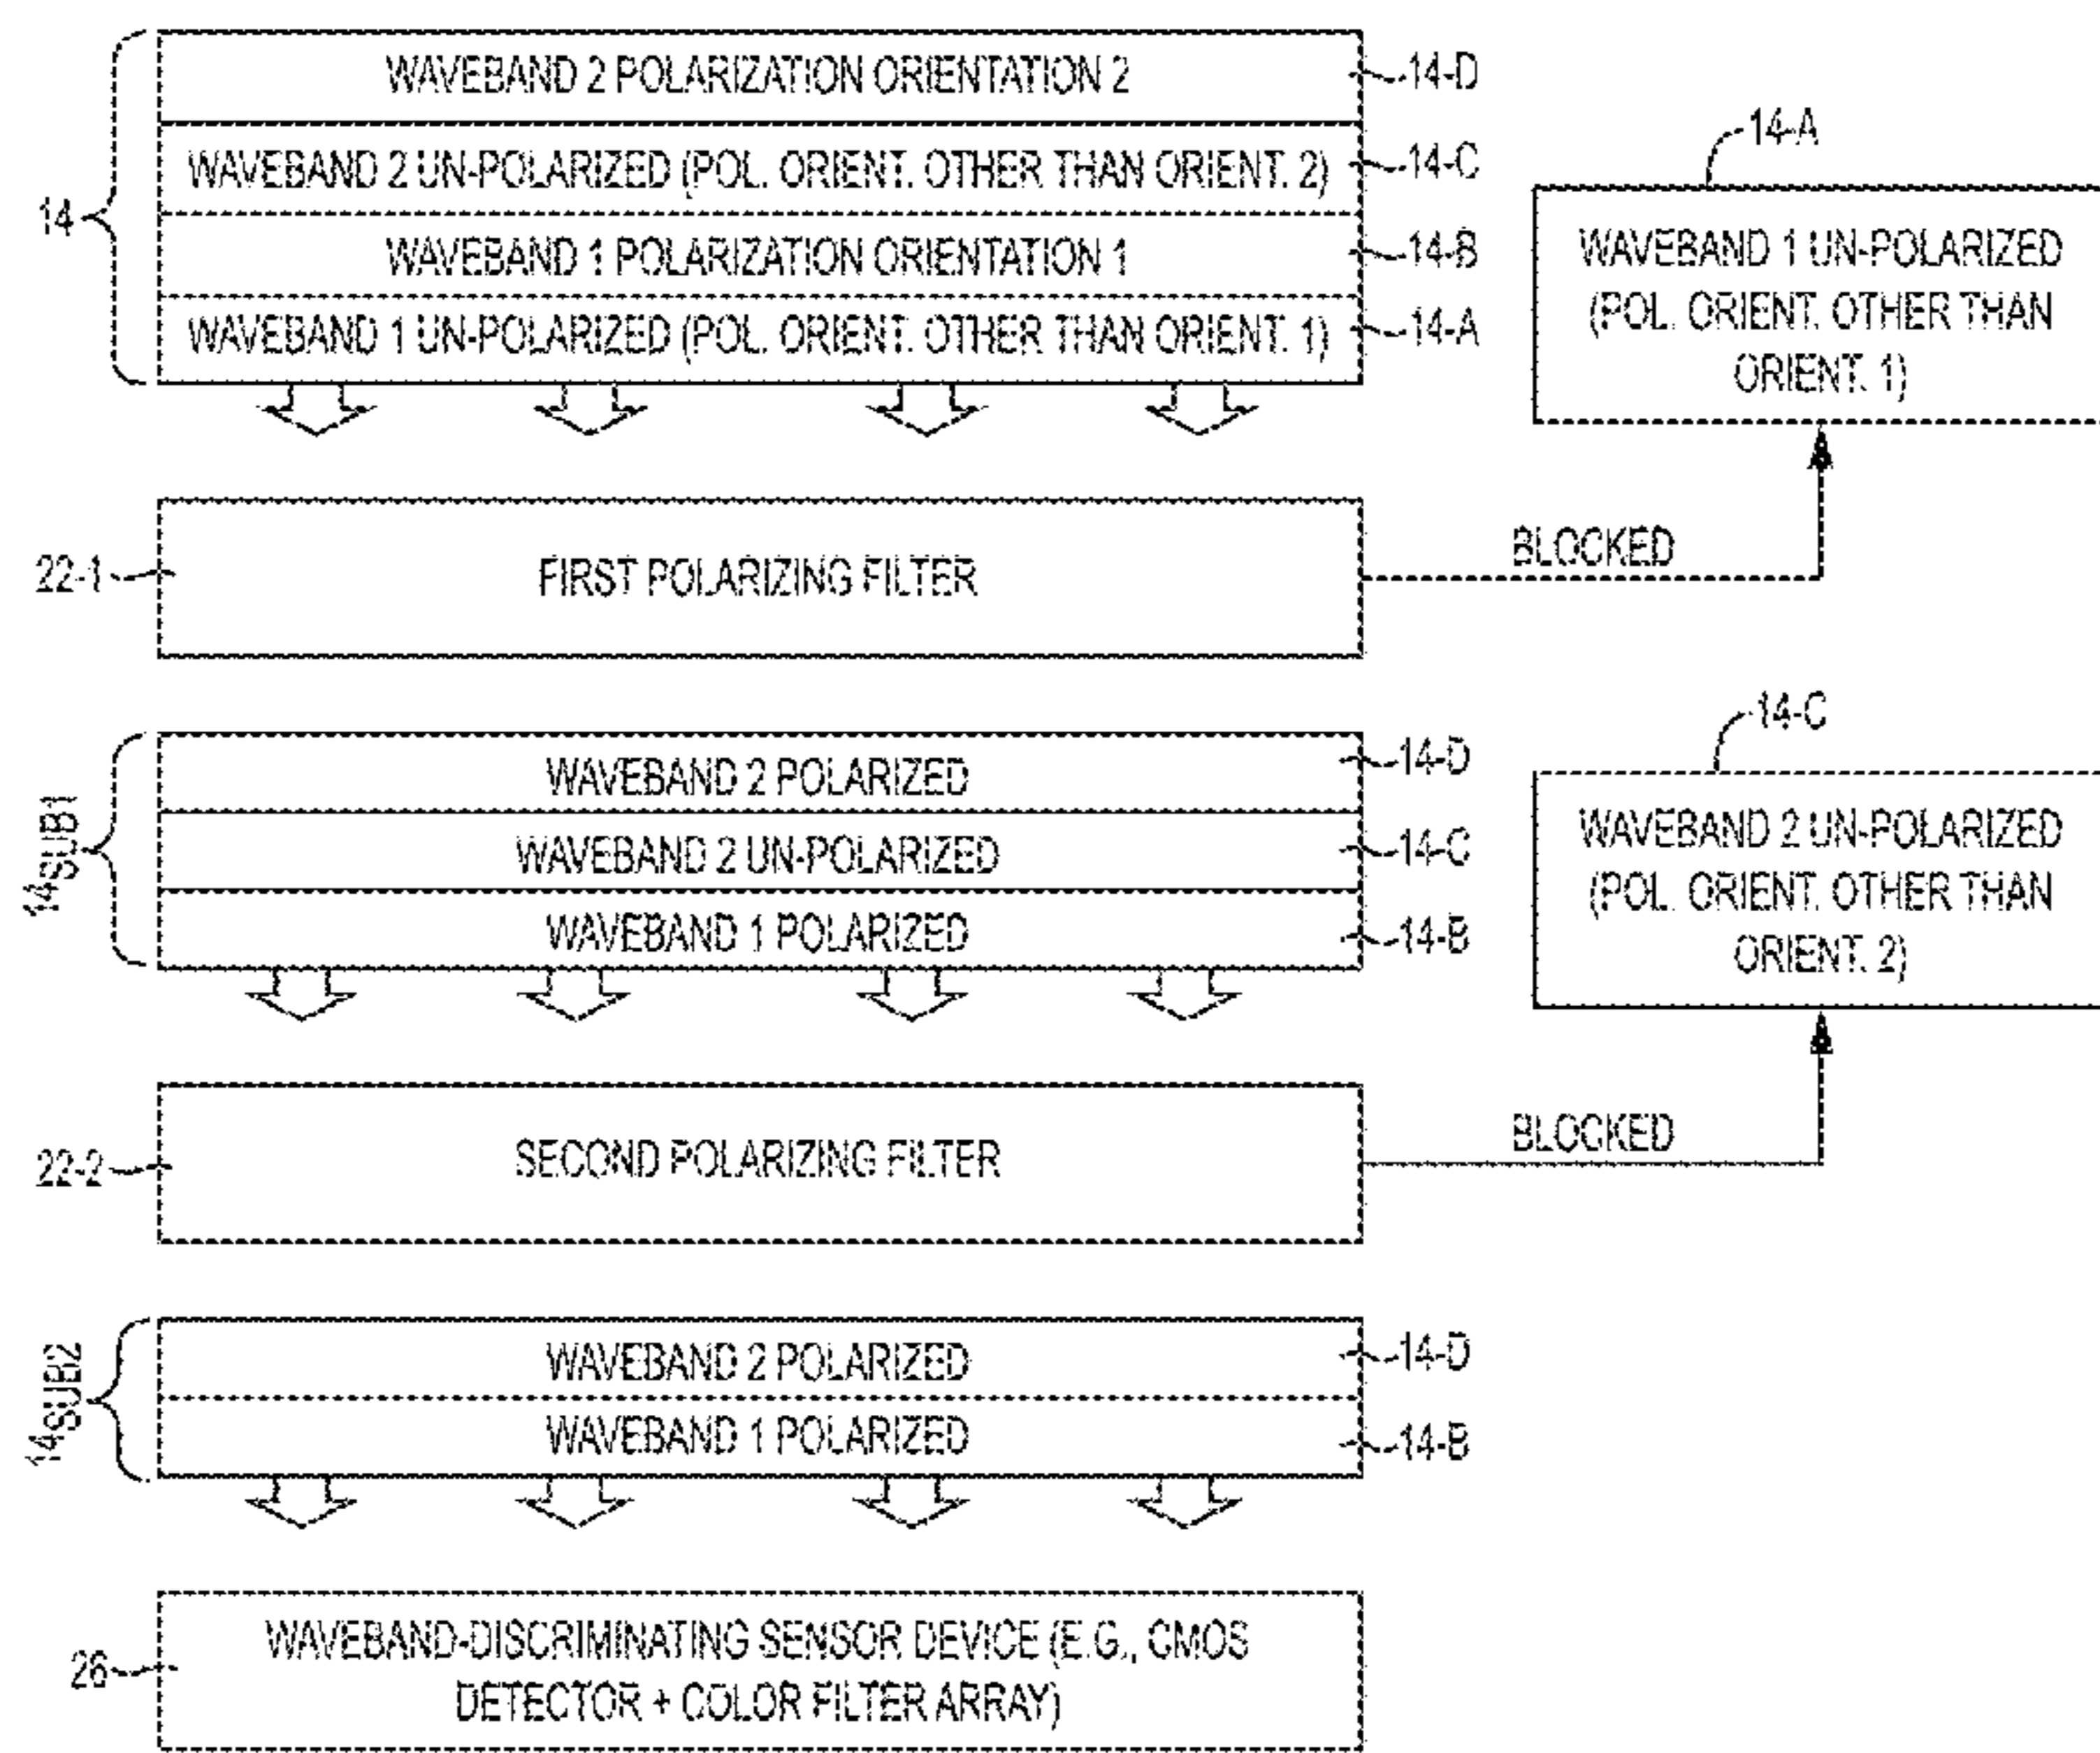 WAVEBAND 2 POLARIZATION ORIENTATION 2
14-D
WAVEBAND 2 UN-POLARIZED (POL. ORIENT. OTHER THAN ORIENT. 2)
14-C
14
WAVEBAND 1 POLARIZATION ORIENTATION 1
14-B
WAVEBAND 1 UN-POLARIZED (POL. ORIENT. OTHER THAN ORIENT. 1)
14-A
14-A
WAVEBAND 1 UN-POLARIZED
(POL. ORIENT. OTHER THAN
ORIENT. 1)
BLOCKED
22-1
FIRST POLARIZING FILTER
14SUB1
WAVEBAND 2 POLARIZED
14-D
WAVEBAND 2 UN-POLARIZED
14-C
WAVEBAND 1 POLARIZED
14-B
14-C
WAVEBAND 2 UN-POLARIZED
(POL. ORIENT. OTHER THAN
ORIENT. 2)
BLOCKED
22-2
SECOND POLARIZING FILTER
14SUB2
WAVEBAND 2 POLARIZED
14-D
WAVEBAND 1 POLARIZED
14-B
26
WAVEBAND-DISCRIMINATING SENSOR DEVICE (E.G., CMOS
DETECTOR + COLOR FILTER ARRAY)